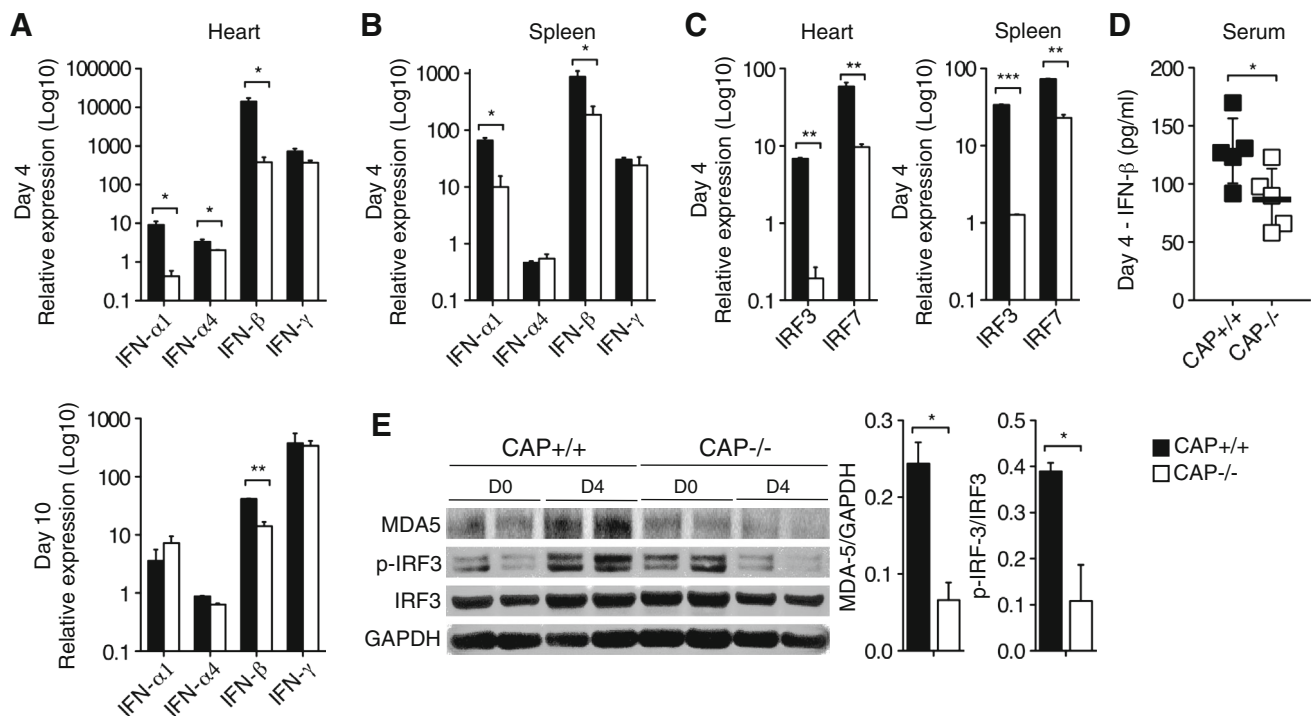 A
Heart
Day 4
Relative expression (Log10)
100000
10000
1000
100
10
1
0.1
*
*
*
IFN-α1
IFN-α4
IFN-β
IFN-γ
B
Spleen
Day 4
Relative expression (Log10)
1000
100
10
1
0.1
*
*
IFN-α1
IFN-α4
IFN-β
IFN-γ
C
Heart
Day 4
Relative expression (Log10)
100
10
1
0.1
**
**
IRF3
IRF7
Spleen
Day 4
Relative expression (Log10)
100
10
1
0.1
***
**
IRF3
IRF7
D
Serum
Day 4 - IFN-β (pg/ml)
200
150
100
50
0
*
CAP+/+
CAP-/-
Day 10
Relative expression (Log10)
1000
100
10
1
0.1
**
IFN-α1
IFN-α4
IFN-β
IFN-γ
E
CAP+/+ CAP-/-
D0 D4 D0 D4
MDA5
p-IRF3
IRF3
GAPDH
MDA-5/GAPDH
0.3
0.2
0.1
0.0
*
p-IRF-3/IRF3
0.5
0.4
0.3
0.2
0.1
0.0
*
CAP+/+
CAP-/-